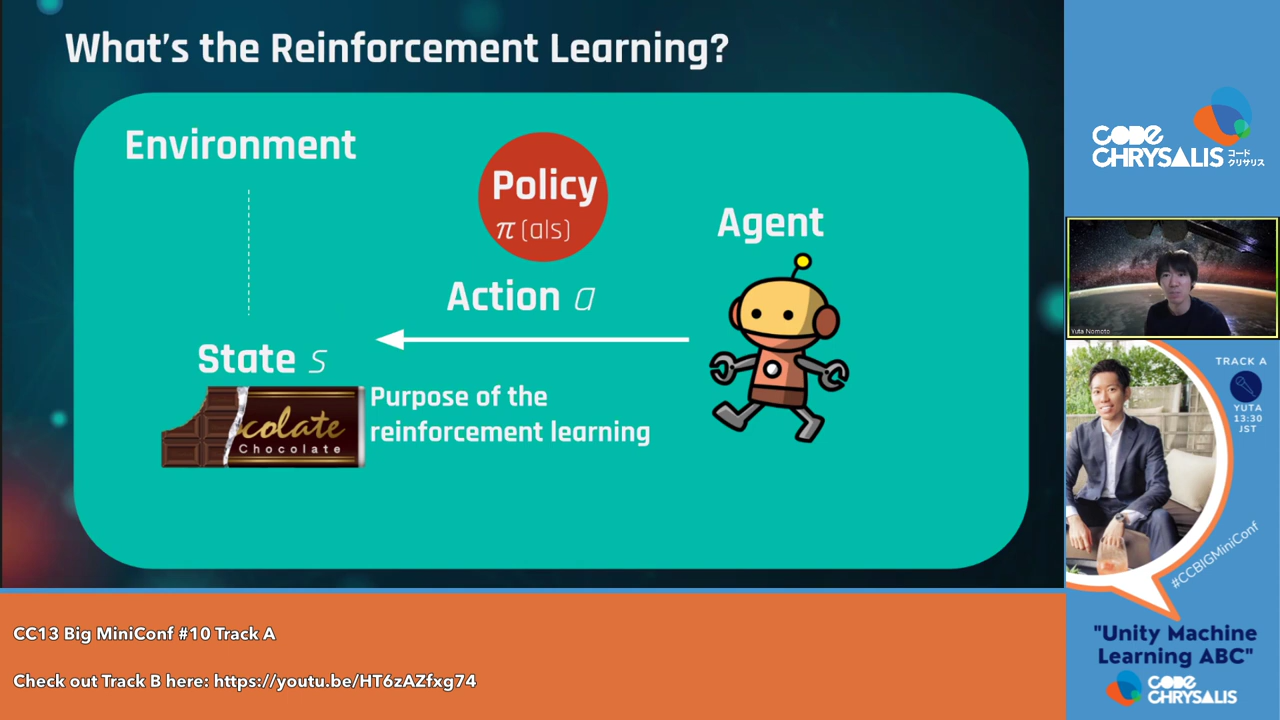 What's the Reinforcement Learning?
Environment
Policy
π (a|s)
Agent
Action a
State s
colate
Chocolate
Purpose of the
reinforcement learning
CC13 Big MiniConf #10 Track A
Check out Track B here: https://youtu.be/HT6zAZfxg74
CODE
CHRYSALIS
コード
クリサリス
Yuta Nomoto
TRACK A
YUTA
13:30
JST
#CCBIGMiniConf
"Unity Machine
Learning ABC"
CODE
CHRYSALIS